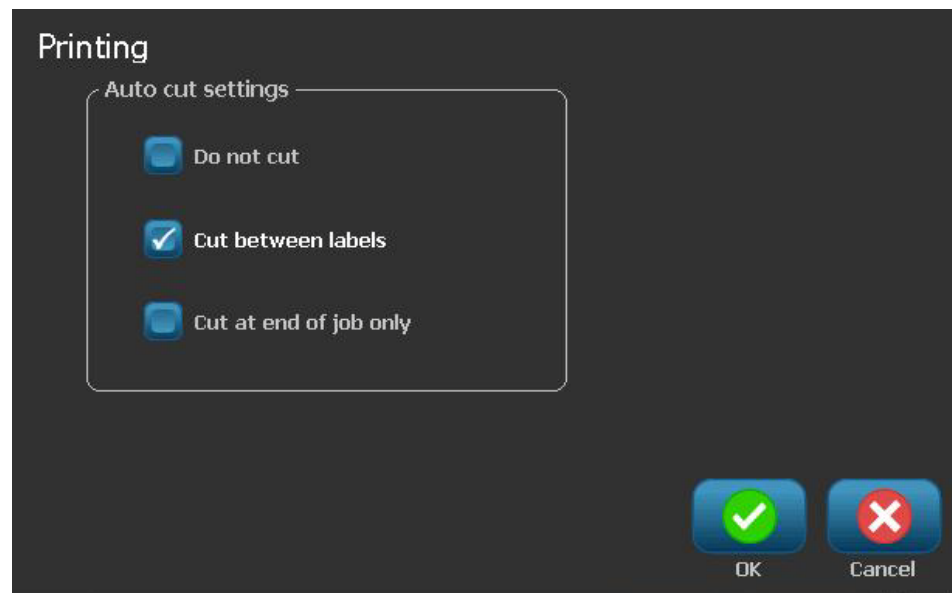 Printing
Auto cut settings
Do not cut
Cut between labels
Cut at end of job only
OK
Cancel